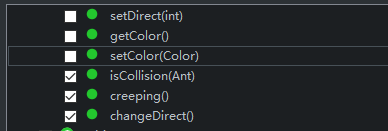 setDirect(int)
getColor()
setColor(Color)
isCollision(Ant)
creeping()
changeDirect()